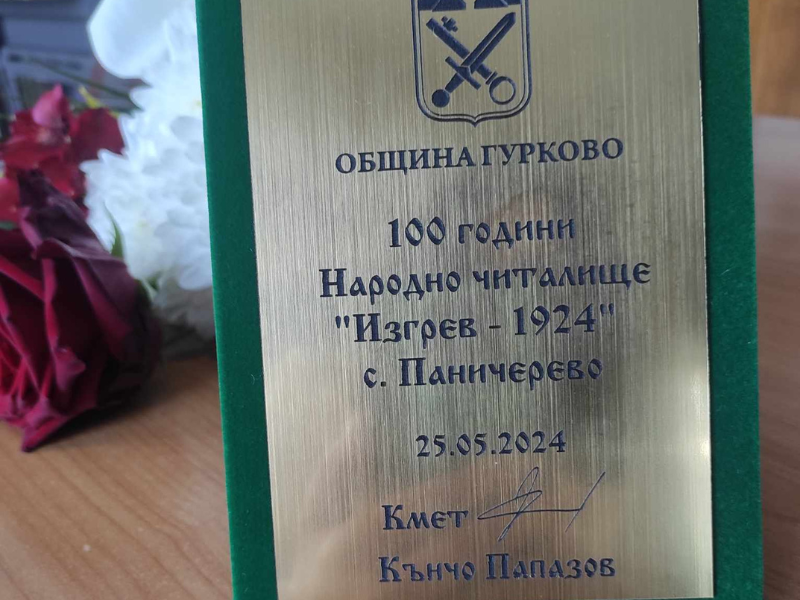 ОБЩИНА ГУРКОВО
100 години
Народно читалище
"Изгрев - 1924"
с. Паничерево
25.05.2024
Кмет
Кънчо Папазов